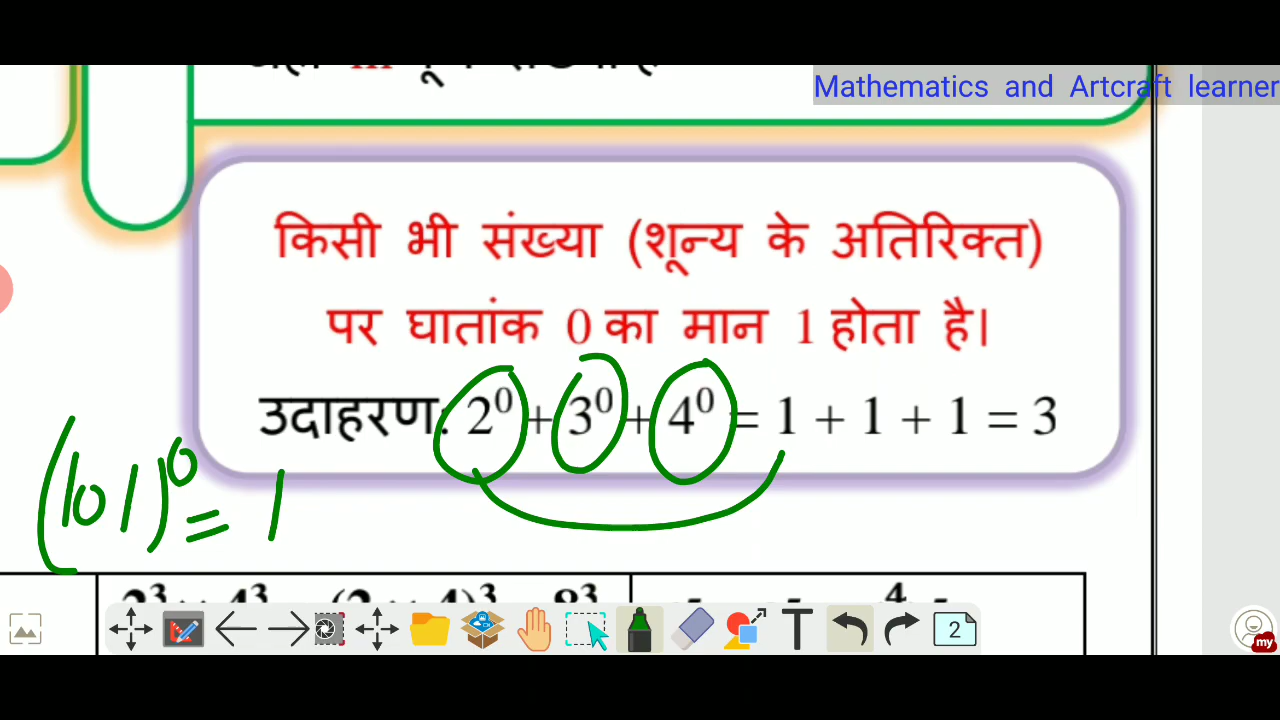 Mathematics and Artcraft learner
किसी भी संख्या (शून्य के अतिरिक्त)
पर घातांक 0 का मान 1 होता है।
उदाहरण: 2⁰ + 3⁰ + 4⁰ = 1 + 1 + 1 = 3
(101)⁰ = 1
2
my